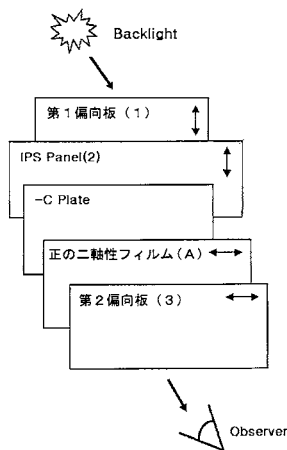 Backlight
第1偏向板（1）
IPS Panel(2)
-C Plate
正の二軸性フィルム(A)
第2偏向板（3）
Observer